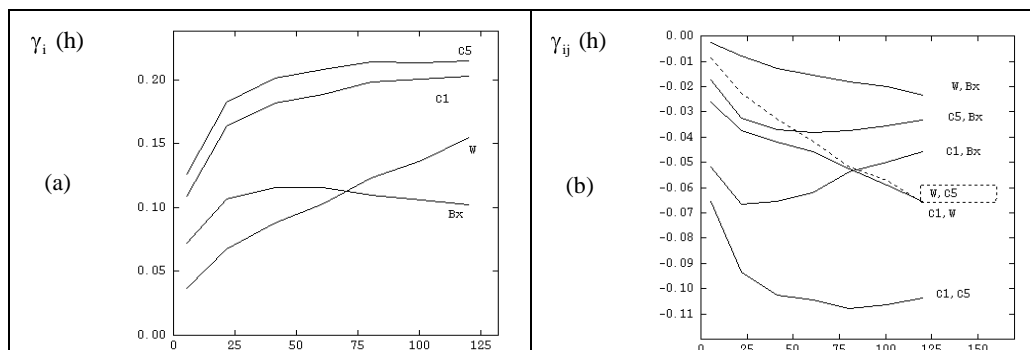 γi (h)
C5
0.20
C1
0.15
W
(a)
0.10
Bx
0.05
0.00
0 25 50 75 100 125
γij (h)
0.00
-0.01
-0.02
W,Bx
-0.03
C5,Bx
-0.04
C1,Bx
-0.05
(b)
-0.06
W,C5
-0.07
C1,W
-0.08
-0.09
-0.10
C1,C5
-0.11
0 25 50 75 100 125 150